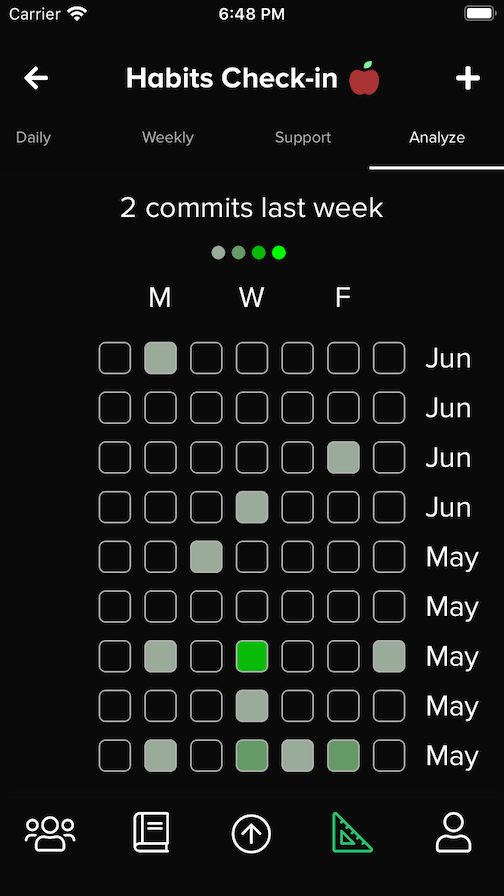 Carrier 6:48 PM
Habits Check-in
Daily Weekly Support Analyze
2 commits last week
M W F
Jun
Jun
Jun
Jun
May
May
May
May
May